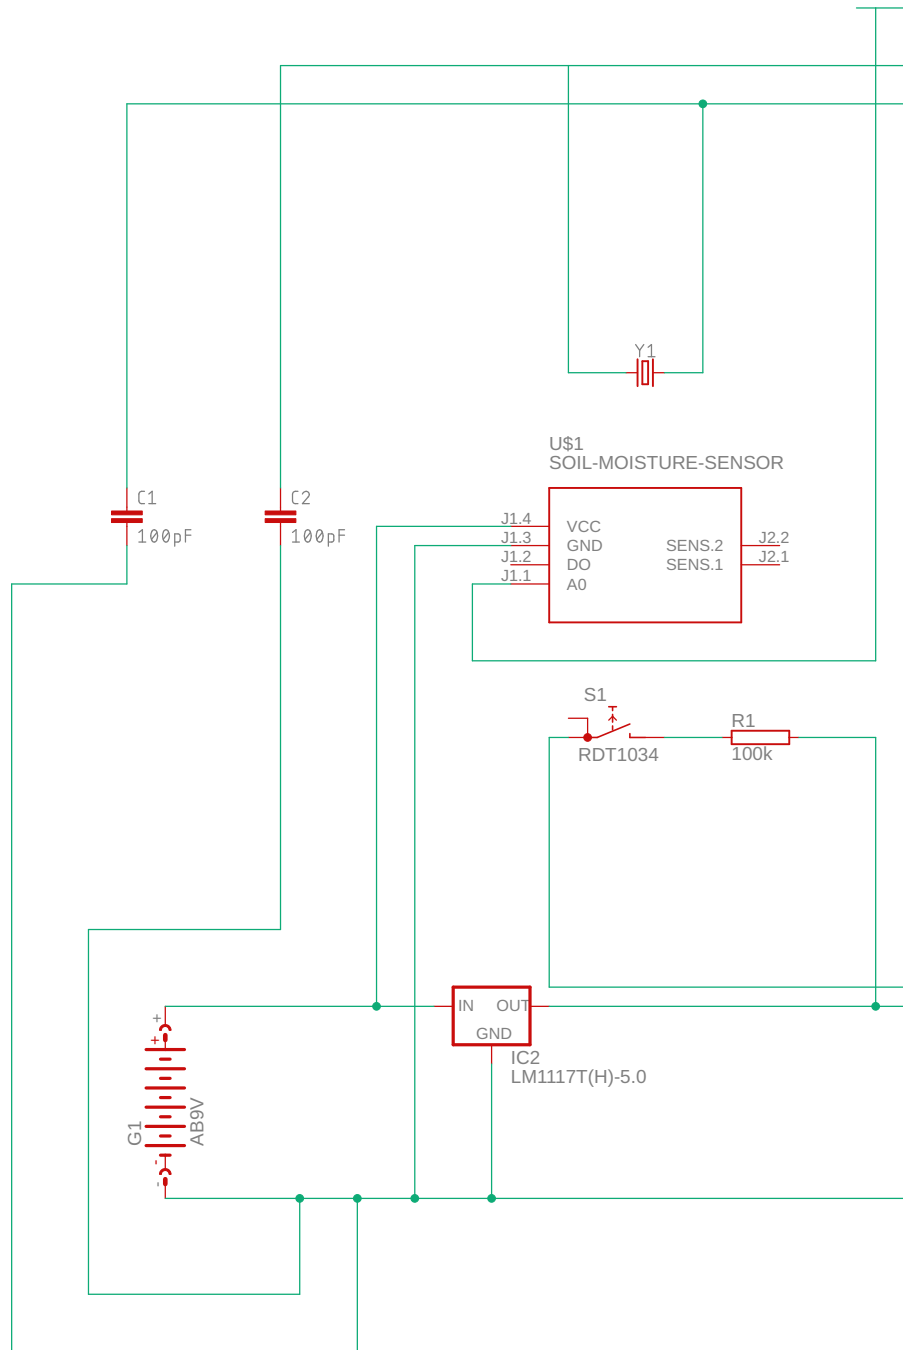 Y1
U$1
SOIL-MOISTURE-SENSOR
C1
100pF
C2
100pF
J1.4
J1.3
J1.2
J1.1
VCC
GND
DO
A0
SENS.2
SENS.1
J2.2
J2.1
S1
RDT1034
R1
100k
IN
OUT
GND
IC2
LM1117T(H)-5.0
+
+
G1
AB9V
-
-